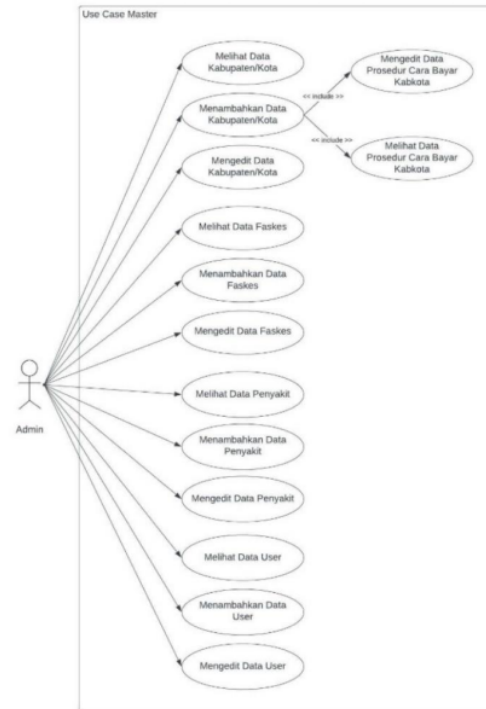 Use Case Master
Melihat Data
Kabupaten/Kota
Mengedit Data
Prosedur Cara Bayar
Kabkota
<< include >>
Menambahkan Data
Kabupaten/Kota
<< include >>
Melihat Data
Prosedur Cara Bayar
Kabkota
Mengedit Data
Kabupaten/Kota
Melihat Data Faskes
Menambahkan Data
Faskes
Mengedit Data Faskes
Admin
Melihat Data Penyakit
Menambahkan Data
Penyakit
Mengedit Data Penyakit
Melihat Data User
Menambahkan Data
User
Mengedit Data User